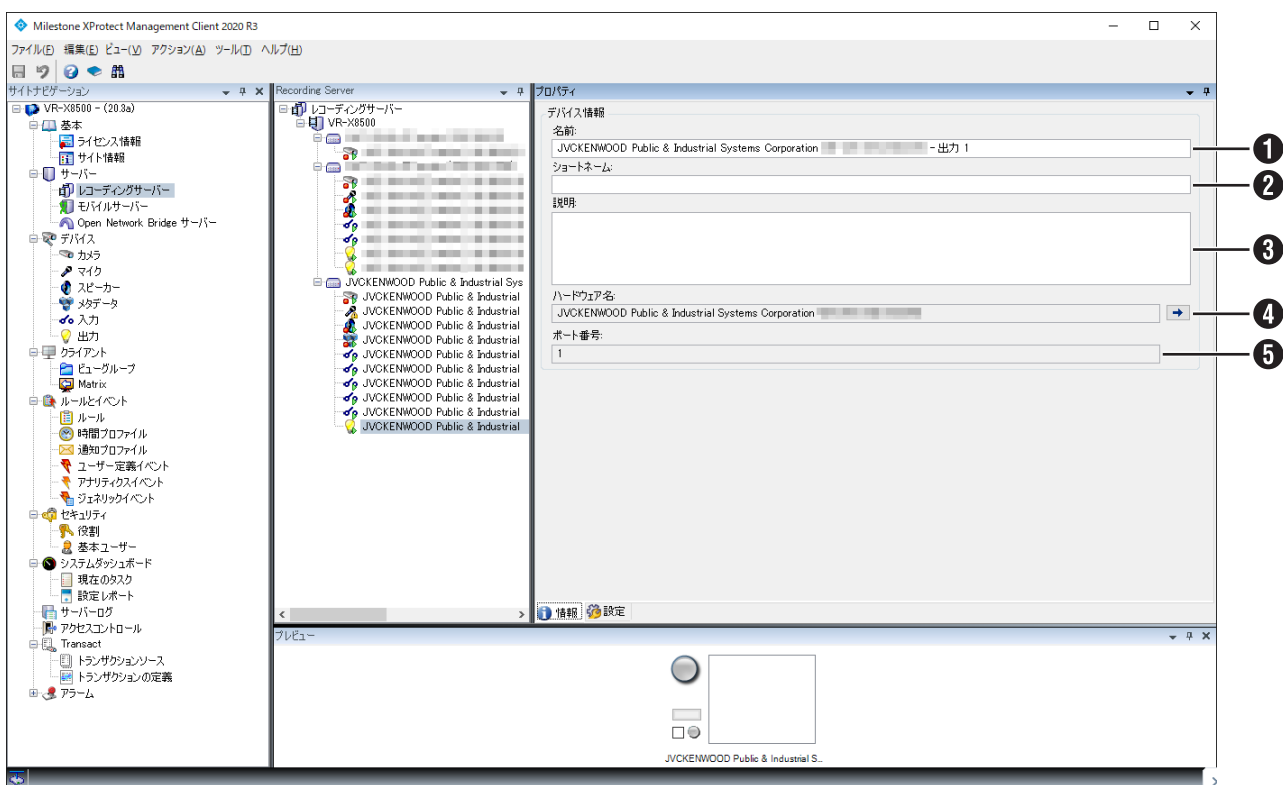 Milestone XProtect Management Client 2020 R3
ファイル(F) 編集(E) ビュー(V) アクション(A) ツール(T) ヘルプ(H)
サイトナビゲーション
VR-X8500 - (20.3a)
基本
ライセンス情報
サイト情報
サーバー
レコーディングサーバー
モバイルサーバー
Open Network Bridge サーバー
デバイス
カメラ
マイク
スピーカー
メタデータ
入力
出力
クライアント
ビューグループ
Matrix
ルールとイベント
ルール
時間プロファイル
通知プロファイル
ユーザー定義イベント
アナリティクスイベント
ジェネリックイベント
セキュリティ
役割
基本ユーザー
システムダッシュボード
現在のタスク
設定レポート
サーバーログ
アクセスコントロール
Transact
トランザクションソース
トランザクションの定義
アラーム
Recording Server
レコーディングサーバー
VR-X8500
JVCKENWOOD Public & Industrial Sys
JVCKENWOOD Public & Industrial
JVCKENWOOD Public & Industrial
JVCKENWOOD Public & Industrial
JVCKENWOOD Public & Industrial
JVCKENWOOD Public & Industrial
JVCKENWOOD Public & Industrial
JVCKENWOOD Public & Industrial
JVCKENWOOD Public & Industrial
JVCKENWOOD Public & Industrial
JVCKENWOOD Public & Industrial
プロパティ
デバイス情報
名前:
JVCKENWOOD Public & Industrial Systems Corporation - 出力 1
❶
ショートネーム:
❷
説明:
❸
ハードウェア名:
JVCKENWOOD Public & Industrial Systems Corporation
❹
ポート番号:
1
❺
情報 設定
プレビュー
JVCKENWOOD Public & Industrial S...